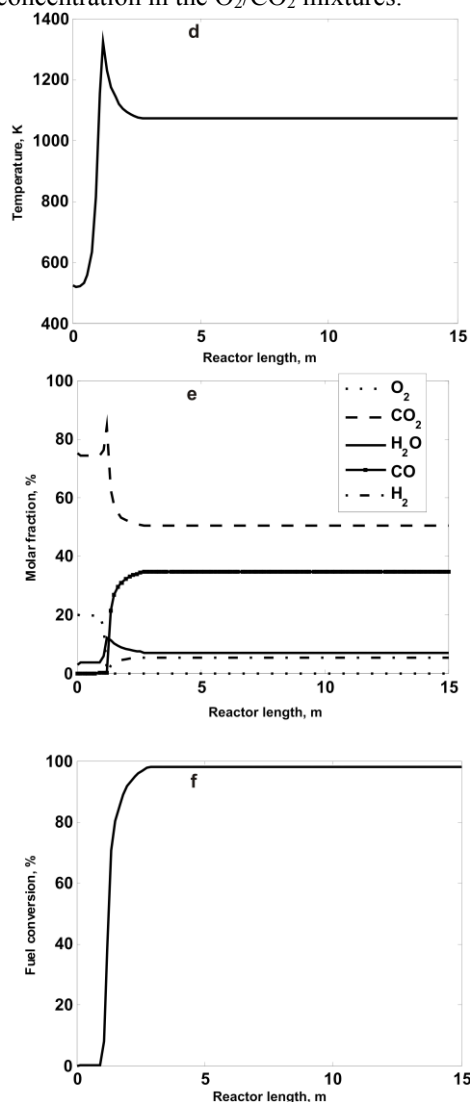 concentration in the O₂/CO₂ mixtures.
d
1400
1200
1000
800
600
400
Temperature, K
0 5 10 15
Reactor length, m
e
100
80
60
40
20
0
Molar fraction, %
O₂
CO₂
H₂O
CO
H₂
0 5 10 15
Reactor length, m
f
100
80
60
40
20
0
Fuel conversion, %
0 5 10 15
Reactor length, m